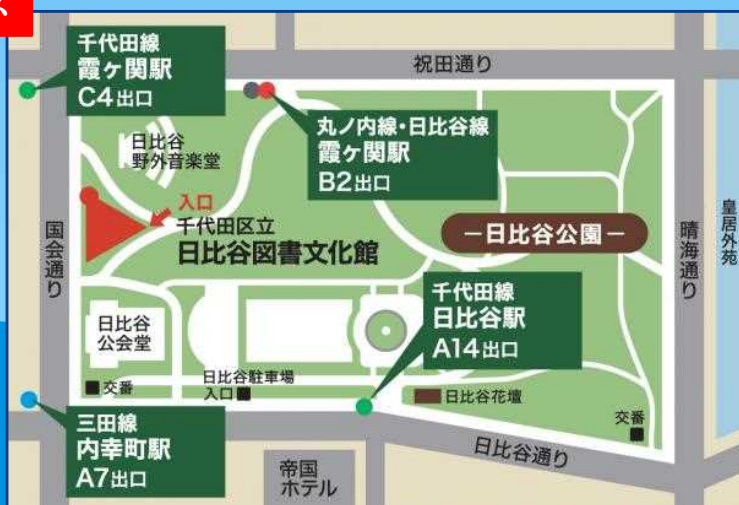 千代田線
霞ヶ関駅
C4出口
祝田通り
丸ノ内線・日比谷線
霞ヶ関駅
B2出口
日比谷
野外音楽堂
入口
千代田区立
日比谷図書文化館
国会通り
－日比谷公園－
晴海通り
皇居外苑
千代田線
日比谷駅
A14出口
日比谷
公会堂
交番
日比谷駐車場
入口
日比谷花壇
交番
三田線
内幸町駅
A7出口
帝国
ホテル
日比谷通り